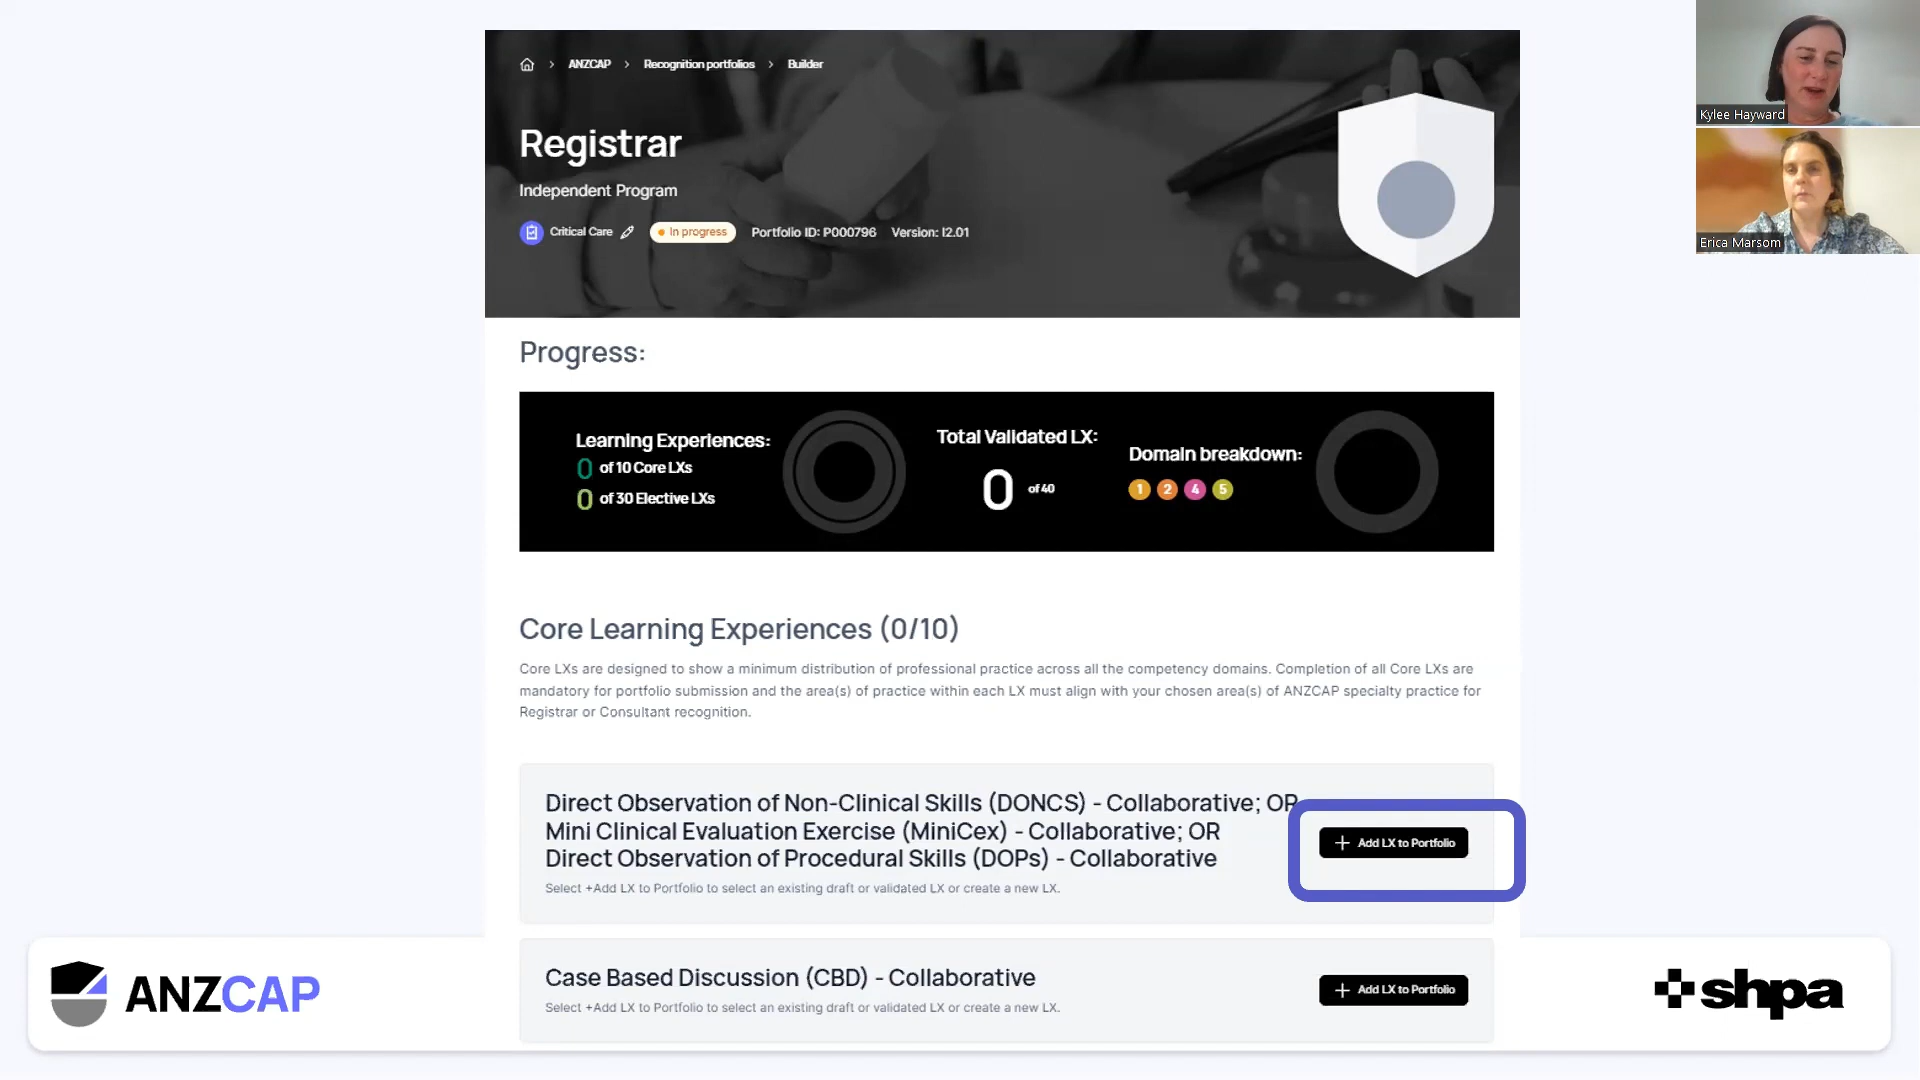 ANZCAP
Recognition portfolios
Builder
Registrar
Independent Program
Critical Care
In progress
Portfolio ID: P000796
Version: I2.01
Kylee Hayward
Erica Marsom
Progress:
Learning Experiences:
0 of 10 Core LXs
0 of 30 Elective LXs
Total Validated LX:
0 of 40
Domain breakdown:
1 2 4 5
Core Learning Experiences (0/10)
Core LXs are designed to show a minimum distribution of professional practice across all the competency domains. Completion of all Core LXs are
mandatory for portfolio submission and the area(s) of practice within each LX must align with your chosen area(s) of ANZCAP specialty practice for
Registrar or Consultant recognition.
Direct Observation of Non-Clinical Skills (DONCS) - Collaborative; OR
Mini Clinical Evaluation Exercise (MiniCex) - Collaborative; OR
Direct Observation of Procedural Skills (DOPs) - Collaborative
Select +Add LX to Portfolio to select an existing draft or validated LX or create a new LX.
+ Add LX to Portfolio
Case Based Discussion (CBD) - Collaborative
Select +Add LX to Portfolio to select an existing draft or validated LX or create a new LX.
+ Add LX to Portfolio
ANZCAP
shpa